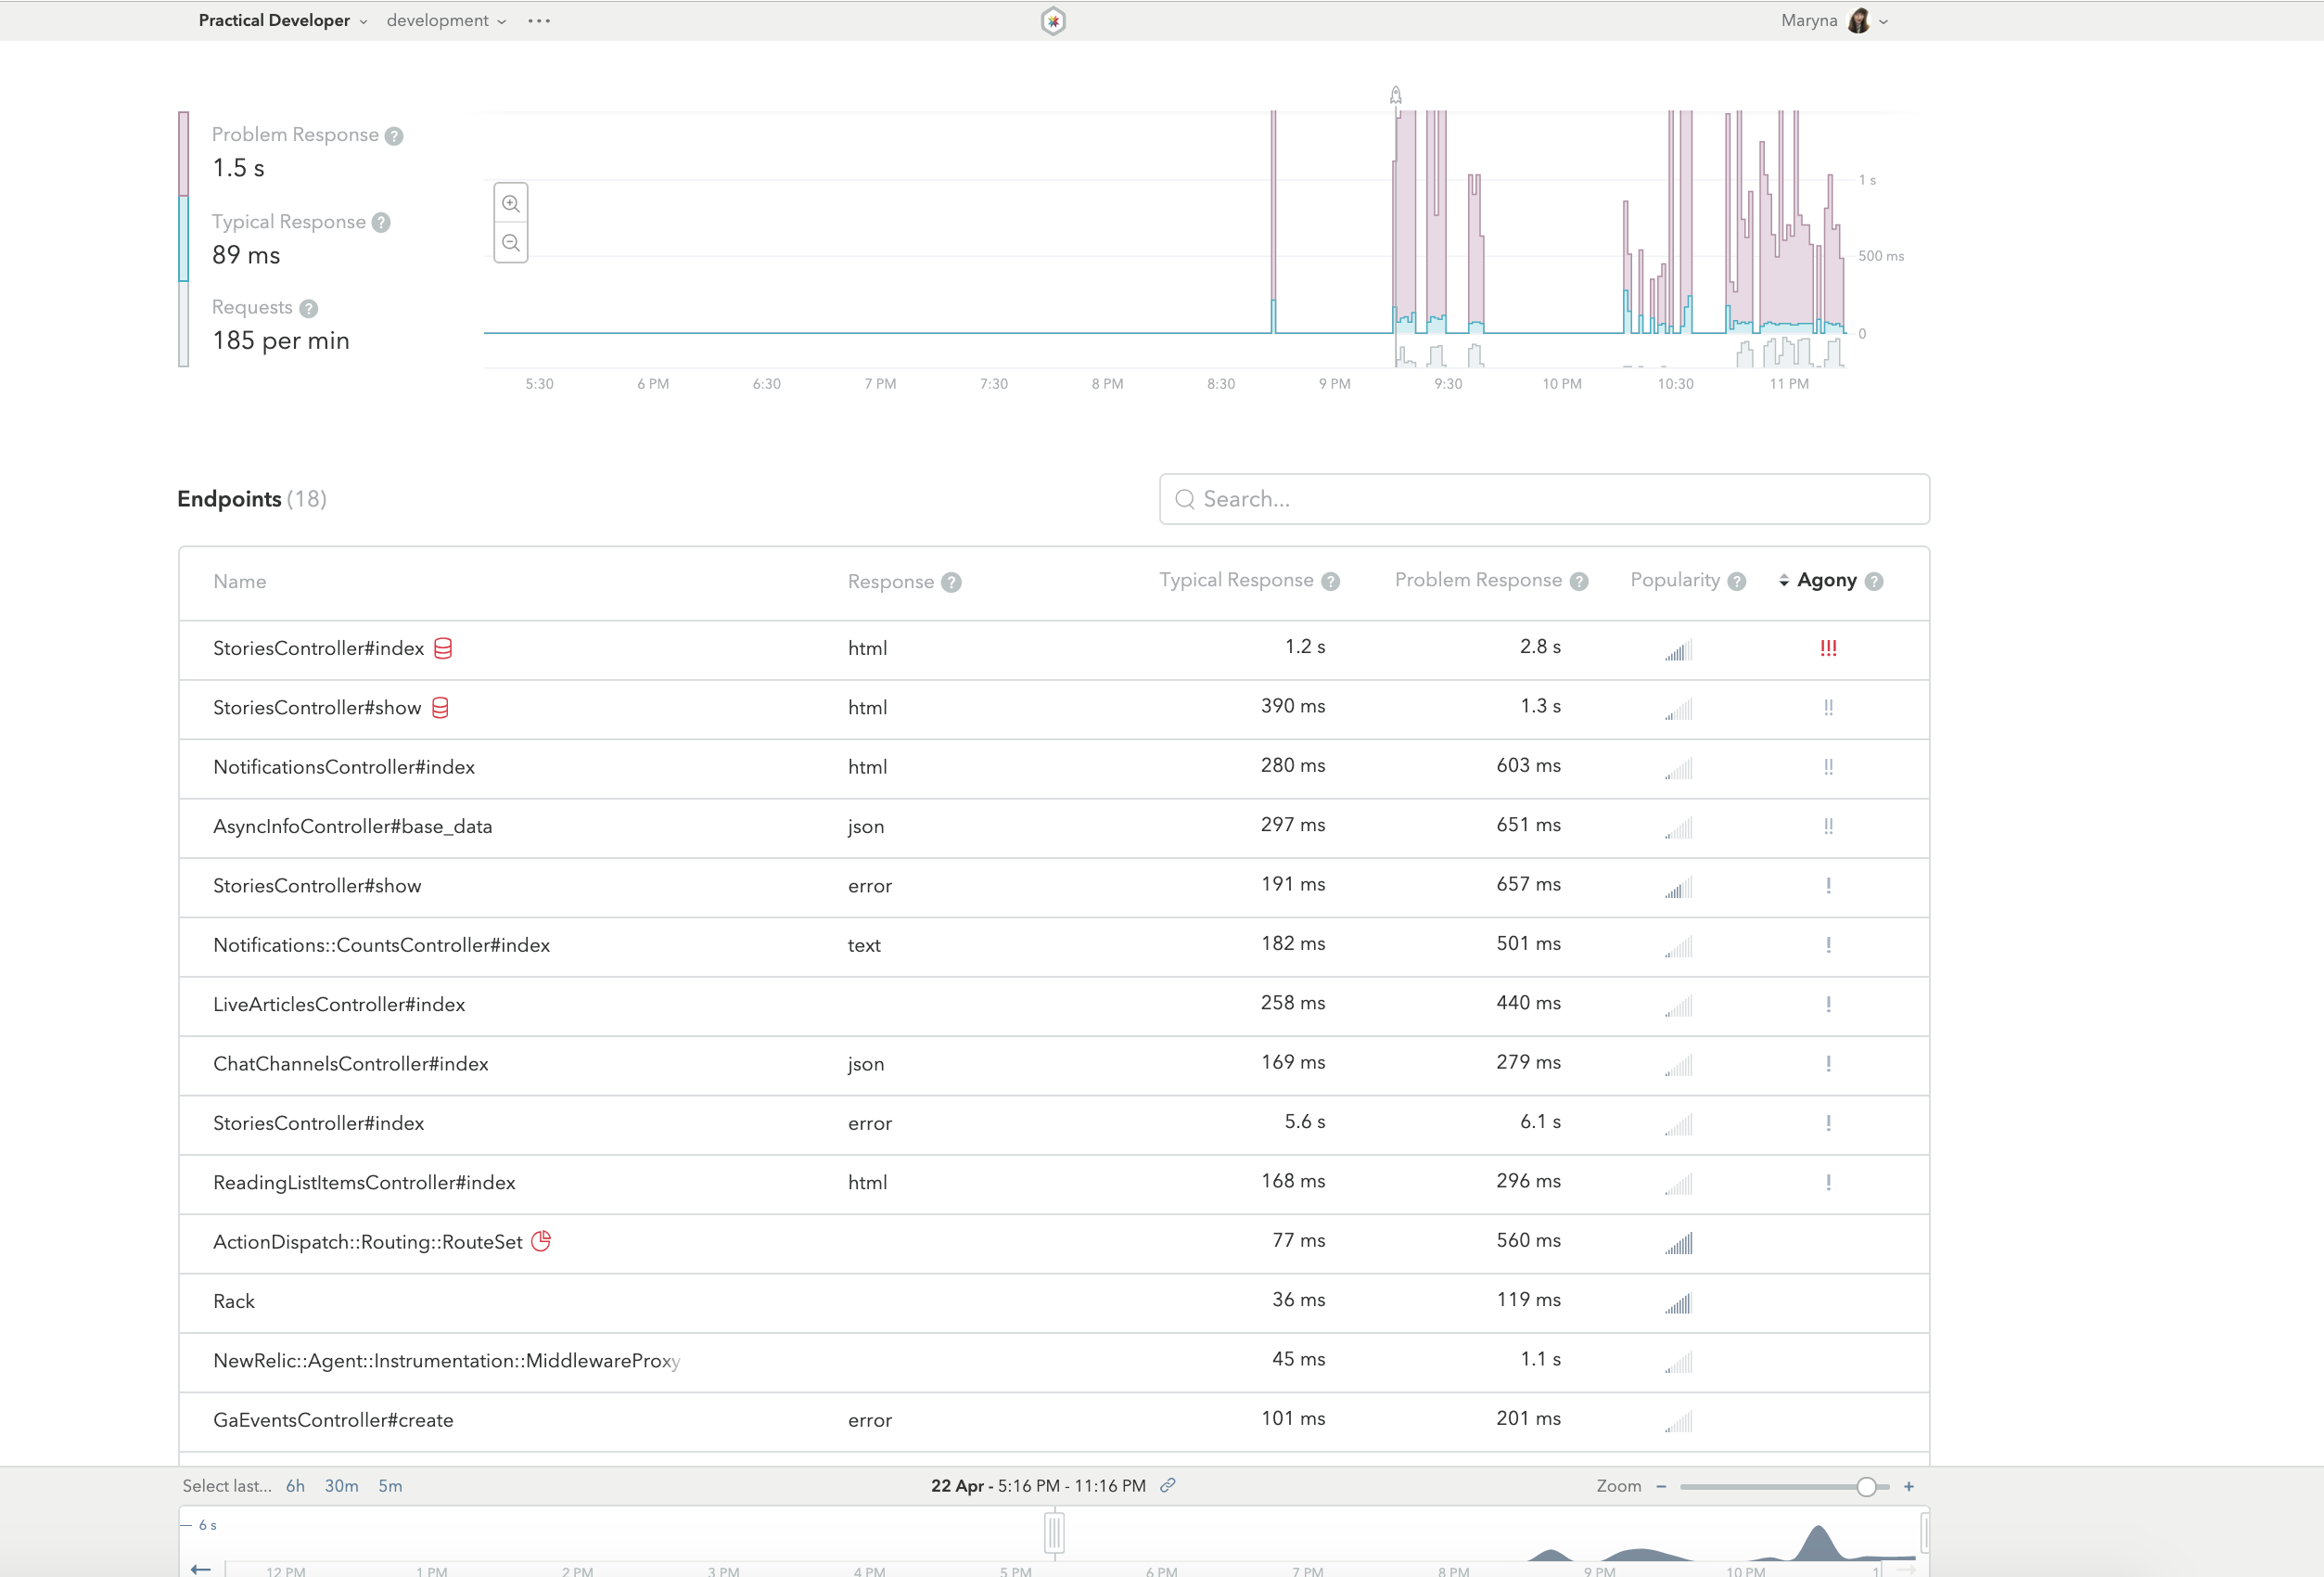 Practical Developer development ••• Maryna
Problem Response ?
1.5 s
Typical Response ?
89 ms
Requests ?
185 per min
1 s
500 ms
0
5:30 6 PM 6:30 7 PM 7:30 8 PM 8:30 9 PM 9:30 10 PM 10:30 11 PM
Endpoints (18) Search...
Name Response ? Typical Response ? Problem Response ? Popularity ? Agony ?
StoriesController#index html 1.2 s 2.8 s !!!
StoriesController#show html 390 ms 1.3 s !!
NotificationsController#index html 280 ms 603 ms !!
AsyncInfoController#base_data json 297 ms 651 ms !!
StoriesController#show error 191 ms 657 ms !
Notifications::CountsController#index text 182 ms 501 ms !
LiveArticlesController#index 258 ms 440 ms !
ChatChannelsController#index json 169 ms 279 ms !
StoriesController#index error 5.6 s 6.1 s !
ReadingListItemsController#index html 168 ms 296 ms !
ActionDispatch::Routing::RouteSet 77 ms 560 ms
Rack 36 ms 119 ms
NewRelic::Agent::Instrumentation::MiddlewareProxy 45 ms 1.1 s
GaEventsController#create error 101 ms 201 ms
Select last... 6h 30m 5m 22 Apr - 5:16 PM - 11:16 PM Zoom − +
6 s
12 PM 1 PM 2 PM 3 PM 4 PM 5 PM 6 PM 7 PM 8 PM 9 PM 10 PM